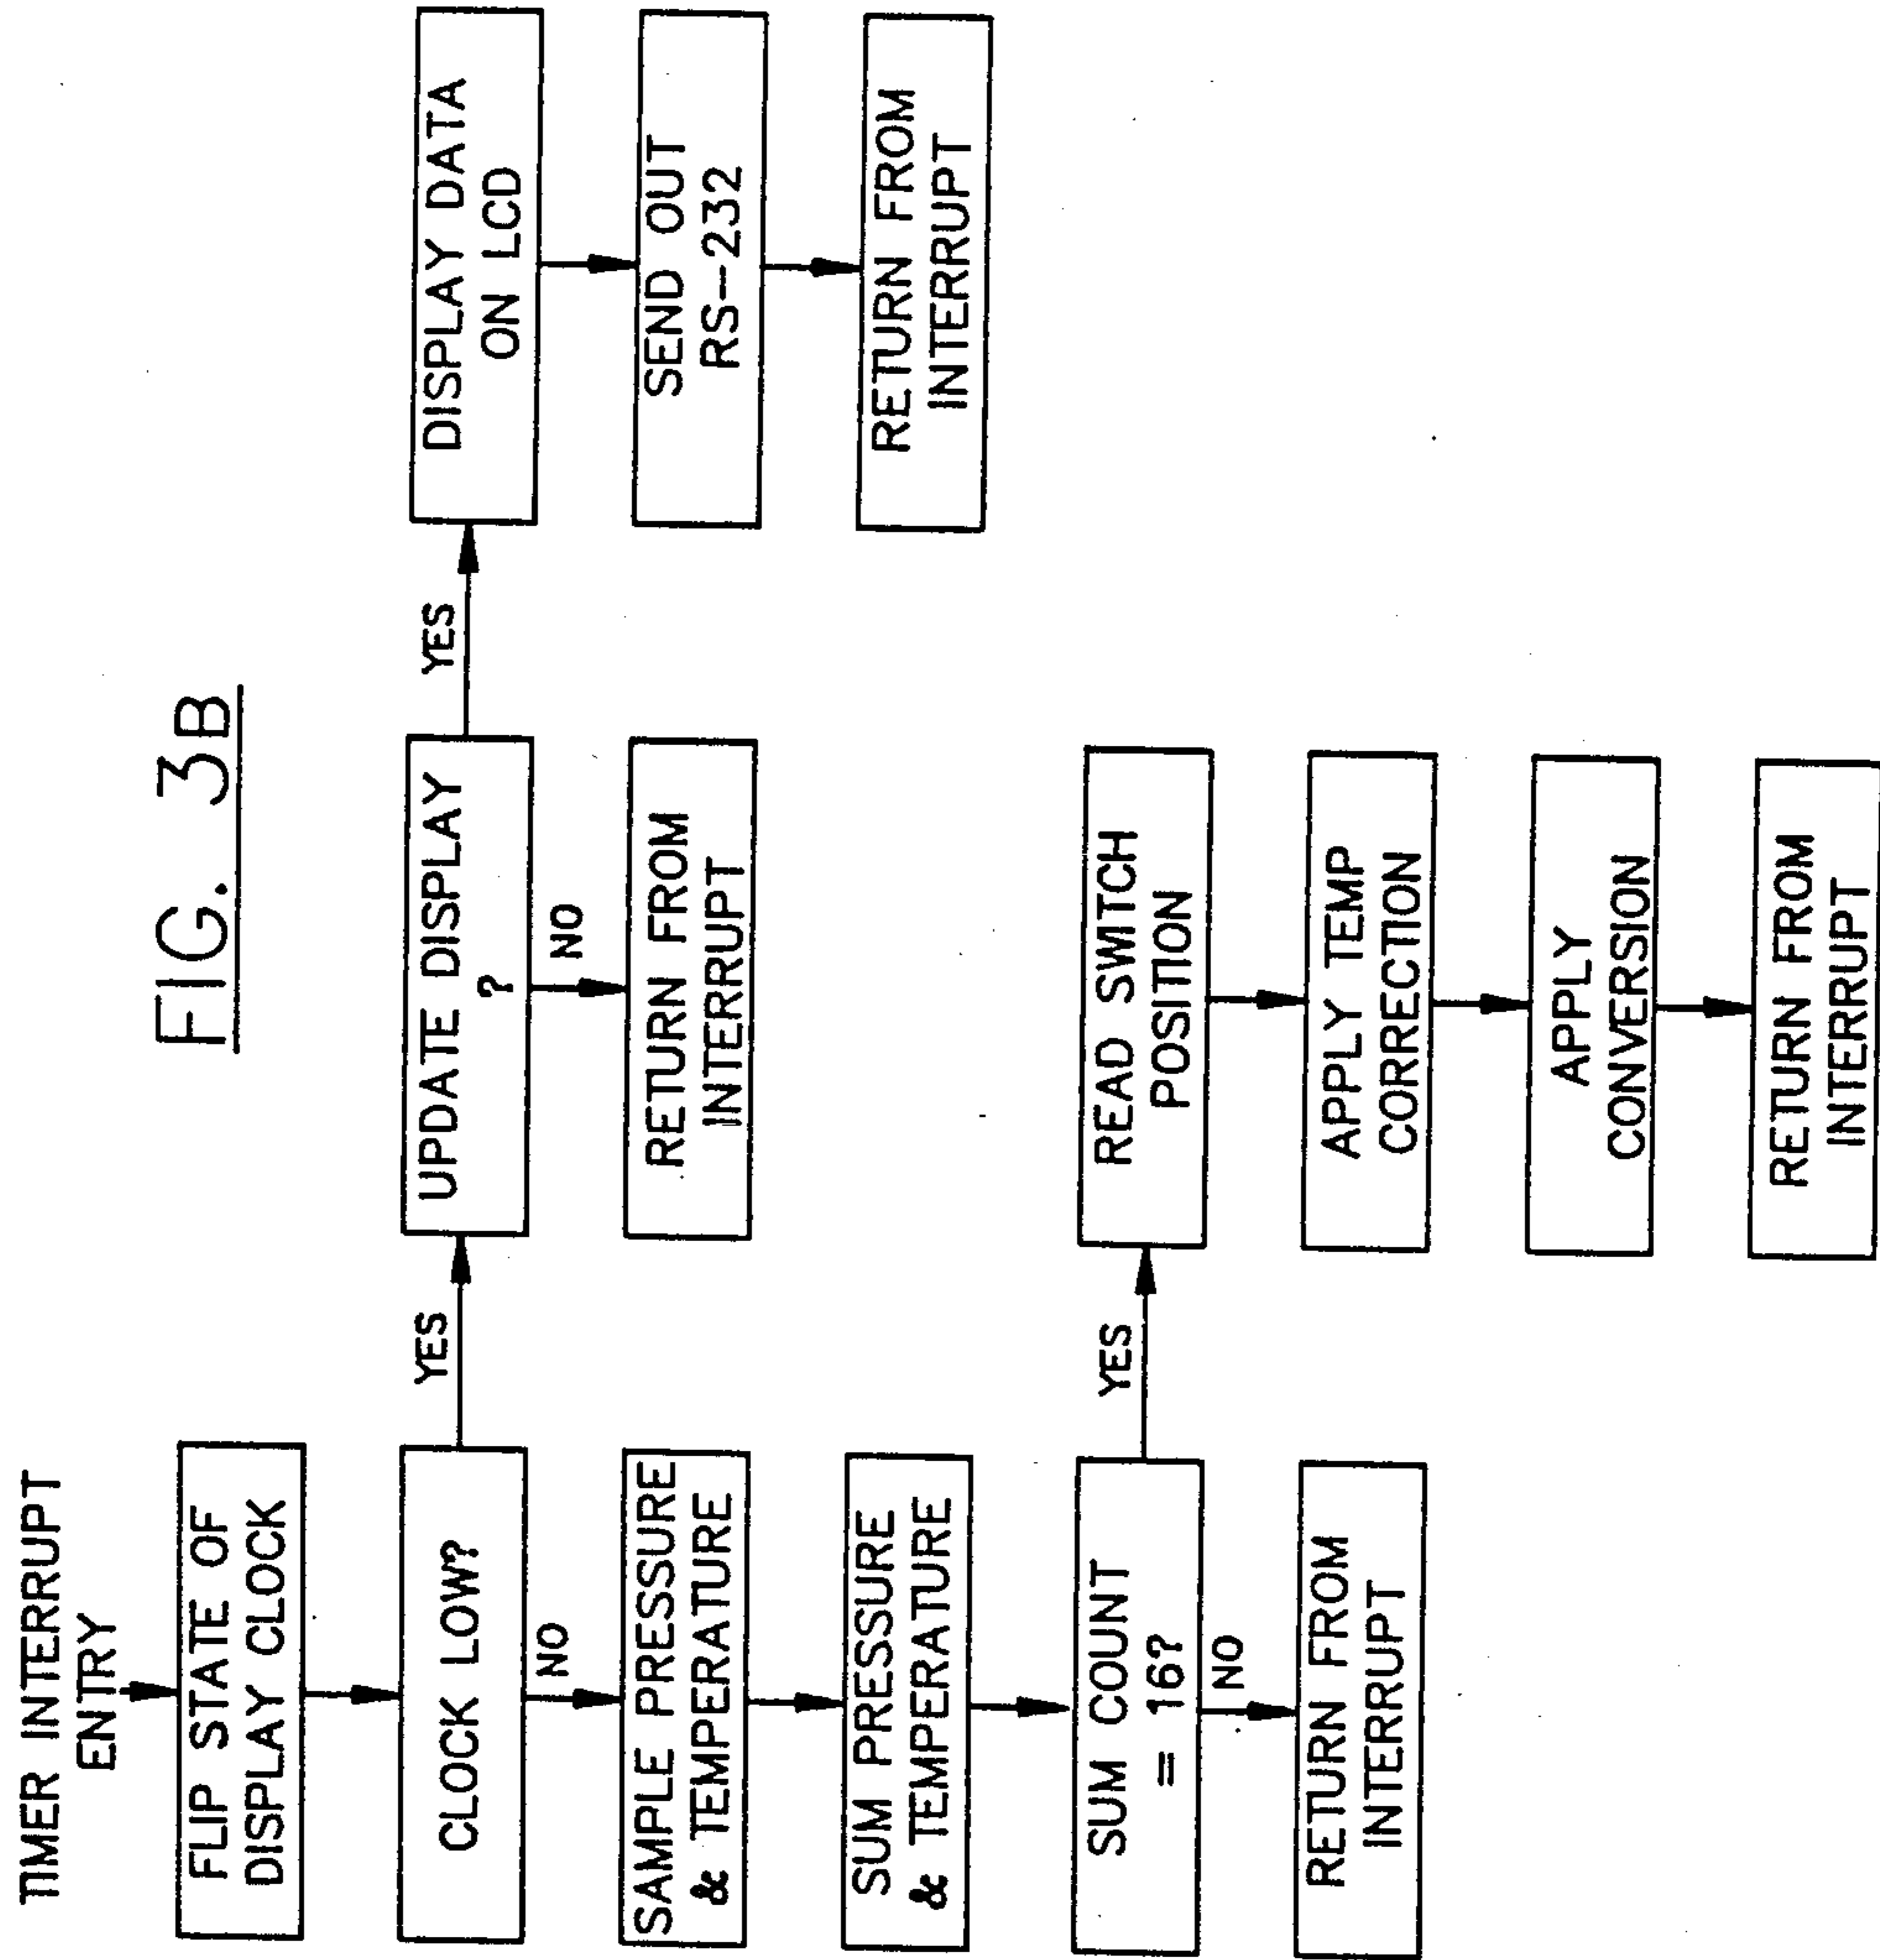 FIG. 3B
TIMER INTERRUPT
ENTRY
FLIP STATE OF
DISPLAY CLOCK
CLOCK LOW?
YES
NO
SAMPLE PRESSURE
& TEMPERATURE
SUM PRESSURE
& TEMPERATURE
SUM COUNT
= 16?
YES
NO
RETURN FROM
INTERRUPT
UPDATE DISPLAY
?
YES
NO
RETURN FROM
INTERRUPT
READ SWITCH
POSITION
APPLY TEMP
CORRECTION
APPLY
CONVERSION
RETURN FROM
INTERRUPT
DISPLAY DATA
ON LCD
SEND OUT
RS-232
RETURN FROM
INTERRUPT